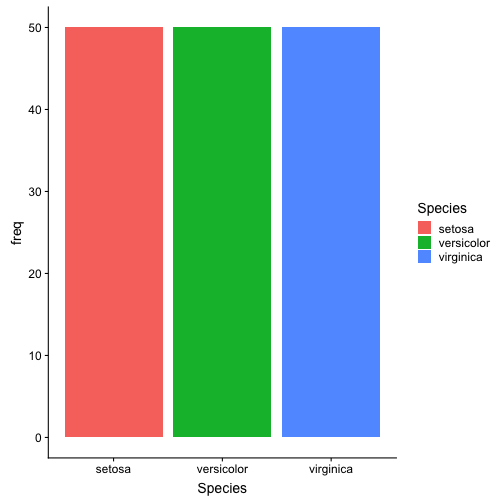 50
40
30
20
10
0
freq
setosa
versicolor
virginica
Species
Species
setosa
versicolor
virginica